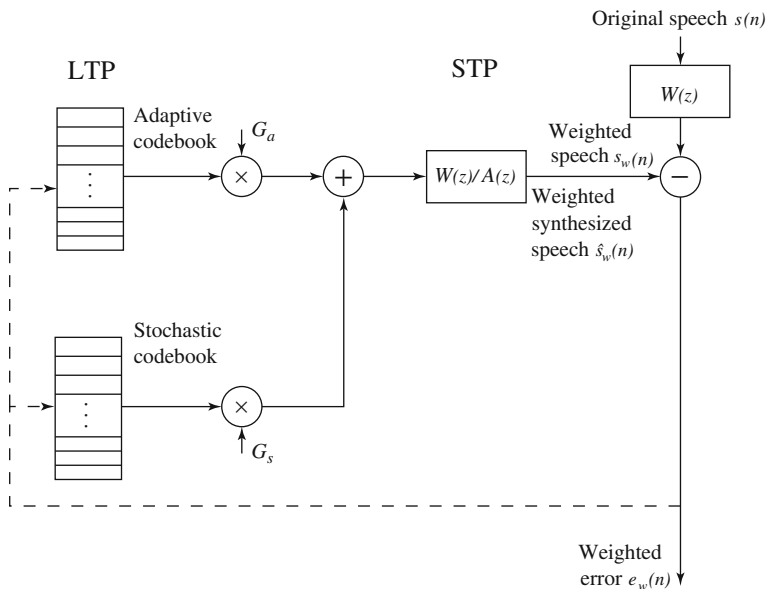 Original speech s(n)
LTP
STP
W(z)
Adaptive
codebook
G_a
Weighted
speech s_w(n)
×
+
W(z)/A(z)
−
Weighted
synthesized
speech ŝ_w(n)
Stochastic
codebook
×
G_s
Weighted
error e_w(n)